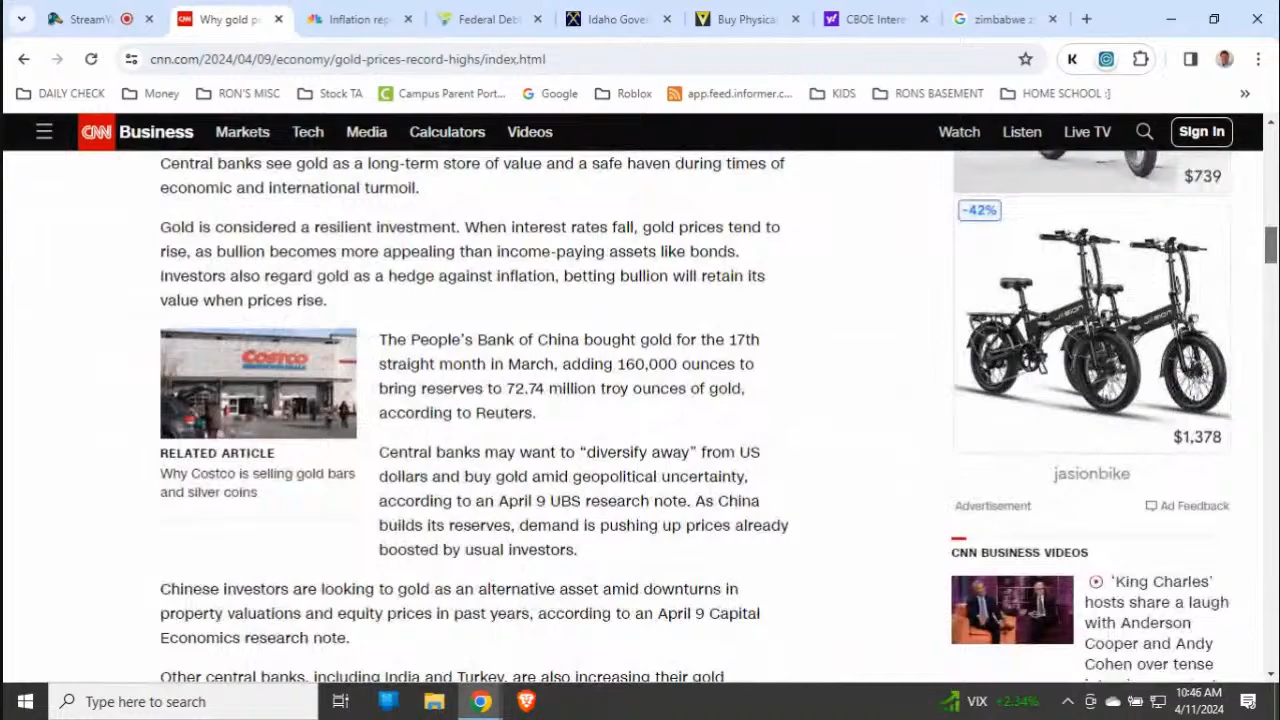 StreamY
Why gold p
Inflation rep
Federal Deb
Idaho Gove
Buy Physica
CBOE Intere
zimbabwe z
cnn.com/2024/04/09/economy/gold-prices-record-highs/index.html
K
DAILY CHECK
Money
RON'S MISC
Stock TA
Campus Parent Port...
Google
Roblox
app.feed.informer.c...
KIDS
RONS BASEMENT
HOME SCHOOL :]
CNN Business
Markets
Tech
Media
Calculators
Videos
Watch
Listen
Live TV
Sign In
Central banks see gold as a long-term store of value and a safe haven during times of
economic and international turmoil.
Gold is considered a resilient investment. When interest rates fall, gold prices tend to
rise, as bullion becomes more appealing than income-paying assets like bonds.
Investors also regard gold as a hedge against inflation, betting bullion will retain its
value when prices rise.
COSTCO
RELATED ARTICLE
Why Costco is selling gold bars
and silver coins
The People's Bank of China bought gold for the 17th
straight month in March, adding 160,000 ounces to
bring reserves to 72.74 million troy ounces of gold,
according to Reuters.
Central banks may want to “diversify away” from US
dollars and buy gold amid geopolitical uncertainty,
according to an April 9 UBS research note. As China
builds its reserves, demand is pushing up prices already
boosted by usual investors.
Chinese investors are looking to gold as an alternative asset amid downturns in
property valuations and equity prices in past years, according to an April 9 Capital
Economics research note.
Other central banks, including India and Turkey, are also increasing their gold
$739
-42%
$1,378
jasionbike
Advertisement
Ad Feedback
CNN BUSINESS VIDEOS
'King Charles'
hosts share a laugh
with Anderson
Cooper and Andy
Cohen over tense
Type here to search
VIX +2.34%
10:46 AM
4/11/2024